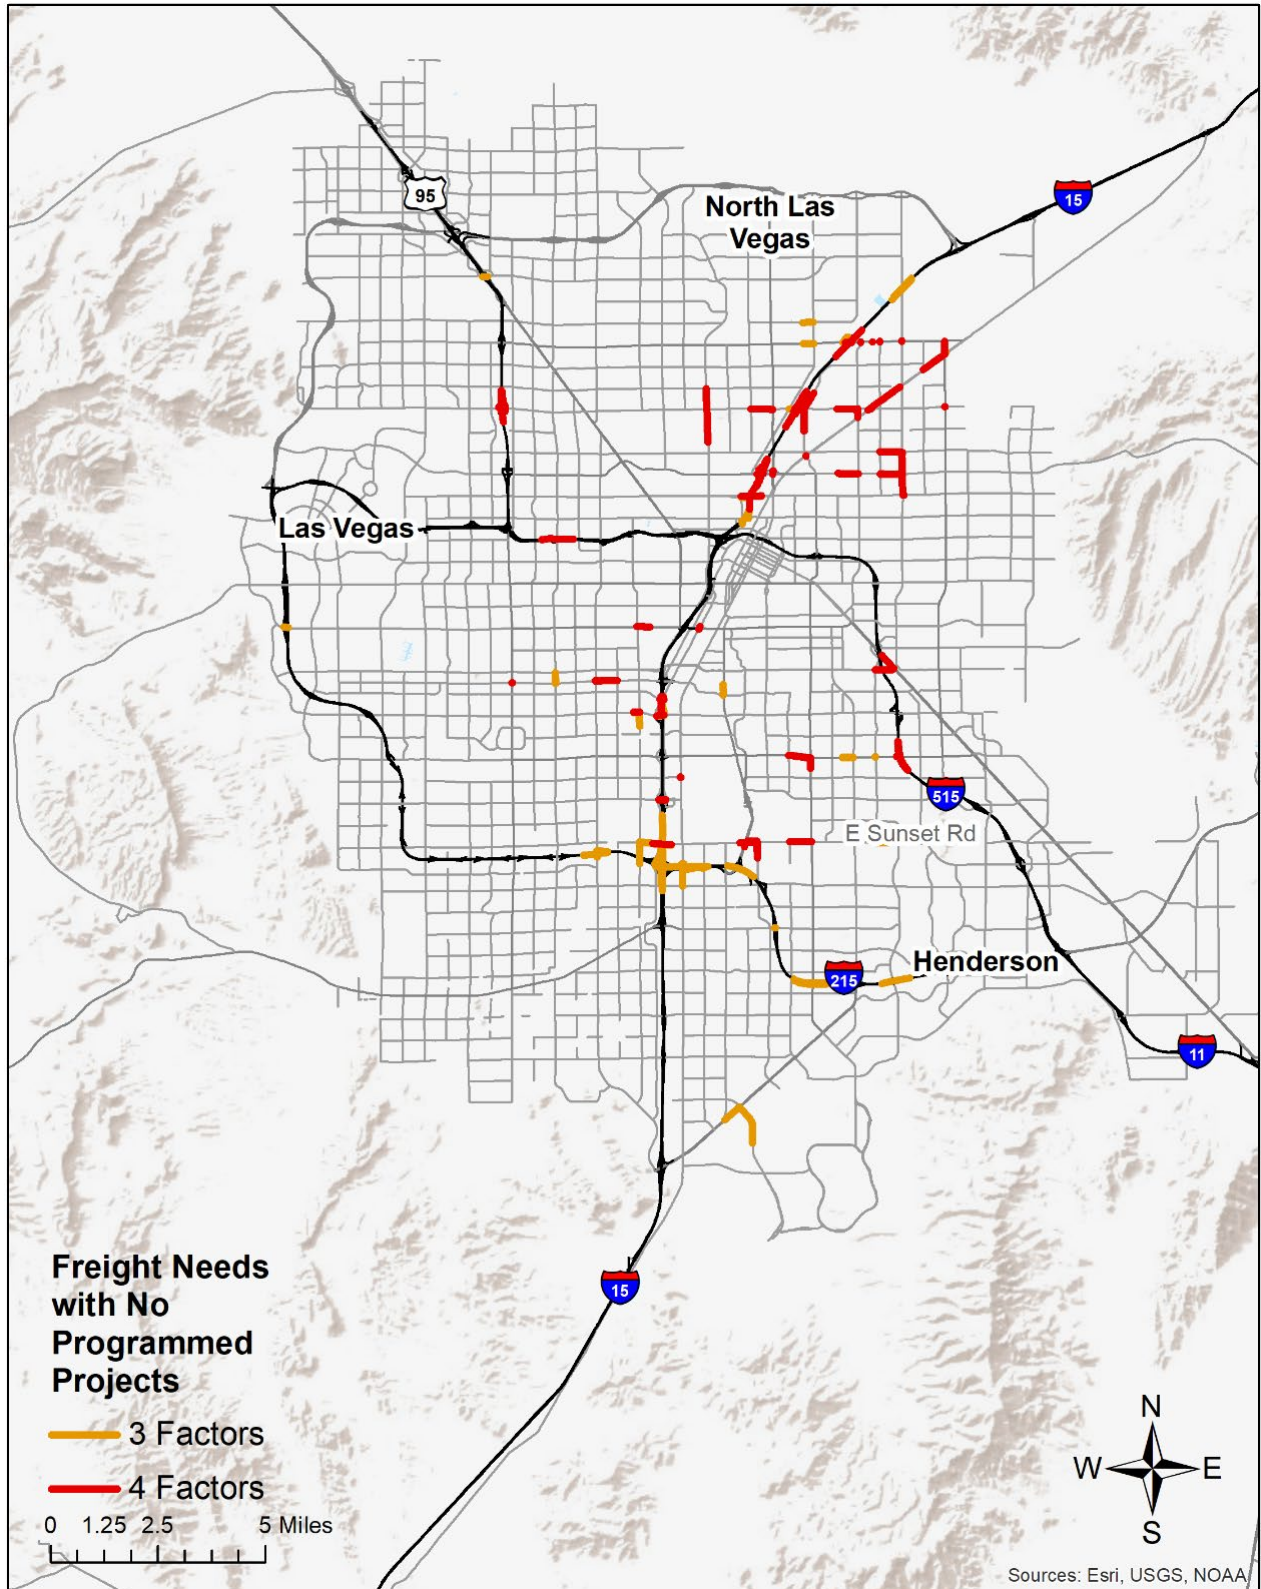 95
North Las
Vegas
15
Las Vegas
515
E Sunset Rd
Henderson
215
11
15
Freight Needs
with No
Programmed
Projects
3 Factors
4 Factors
0 1.25 2.5 5 Miles
N
W E
S
Sources: Esri, USGS, NOAA